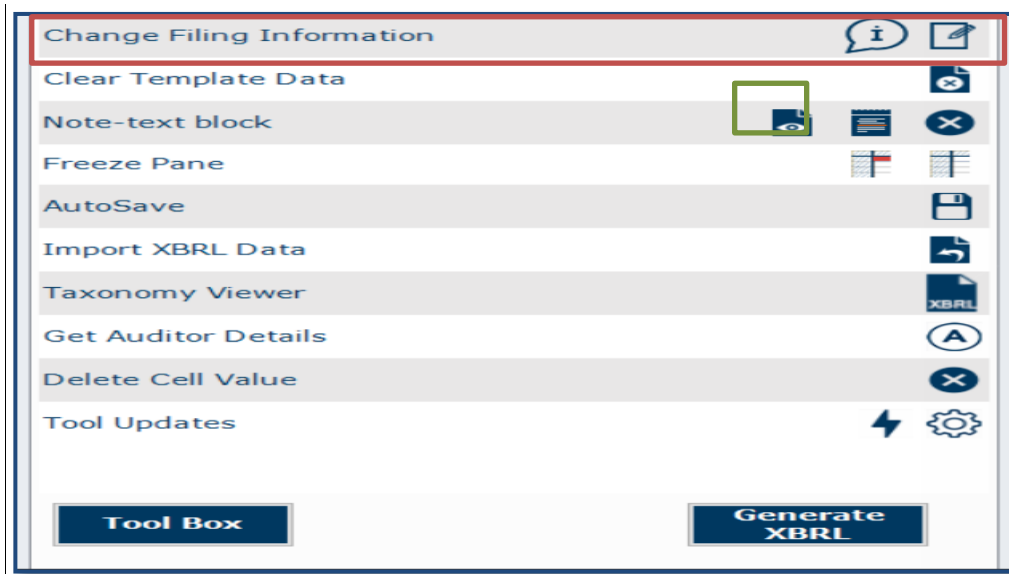 Change Filing Information i
Clear Template Data
Note-text block
Freeze Pane
AutoSave
Import XBRL Data
Taxonomy Viewer XBRL
Get Auditor Details A
Delete Cell Value
Tool Updates
Tool Box
Generate
XBRL